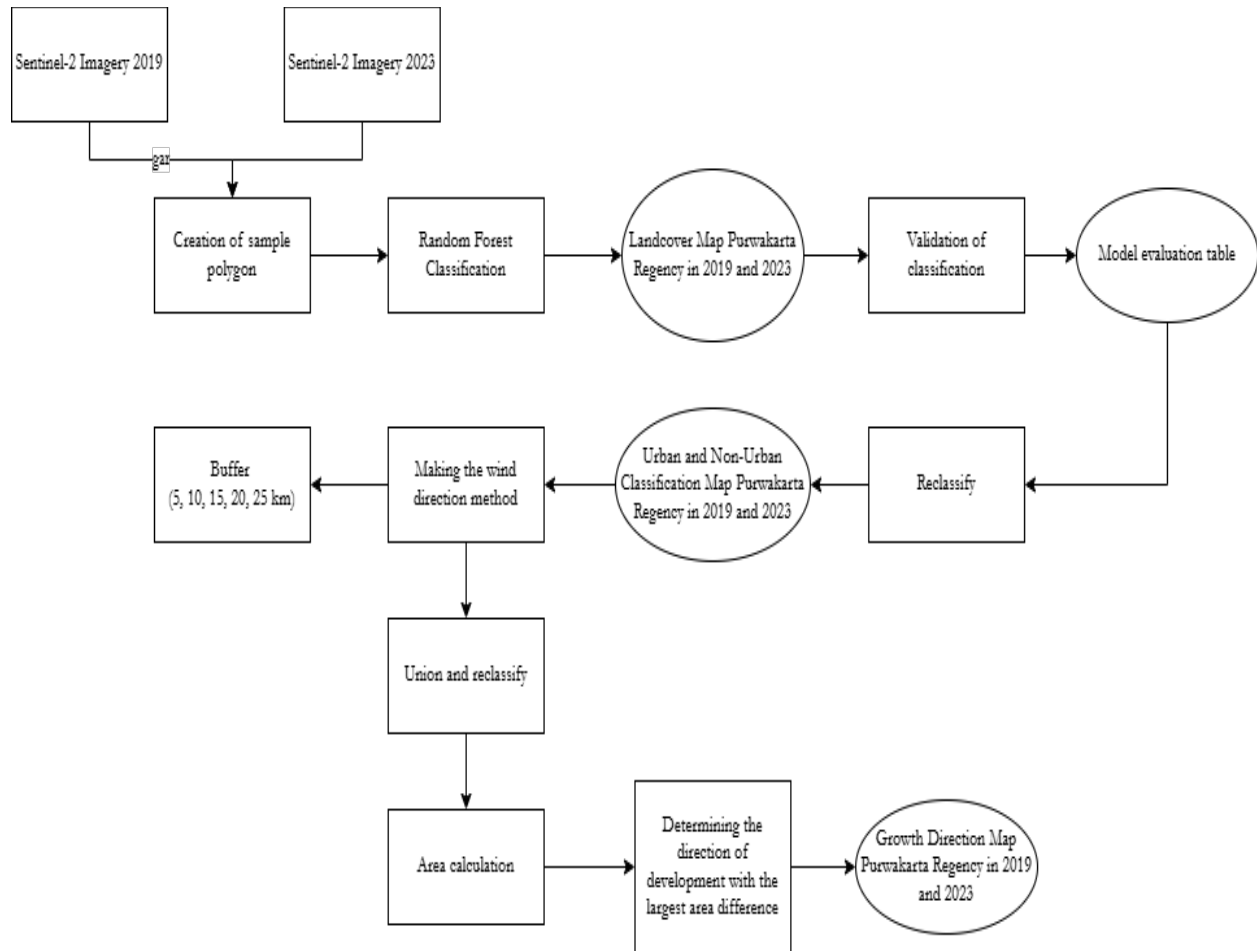 Sentinel-2 Imagery 2019
Sentinel-2 Imagery 2023
gar
Creation of sample
polygon
Random Forest
Classification
Landcover Map Purwakarta
Regency in 2019 and 2023
Validation of
classification
Model evaluation table
Buffer
(5, 10, 15, 20, 25 km)
Making the wind
direction method
Urban and Non-Urban
Classification Map Purwakarta
Regency in 2019 and 2023
Reclassify
Union and reclassify
Area calculation
Determining the
direction of
development with the
largest area difference
Growth Direction Map
Purwakarta Regency in 2019
and 2023